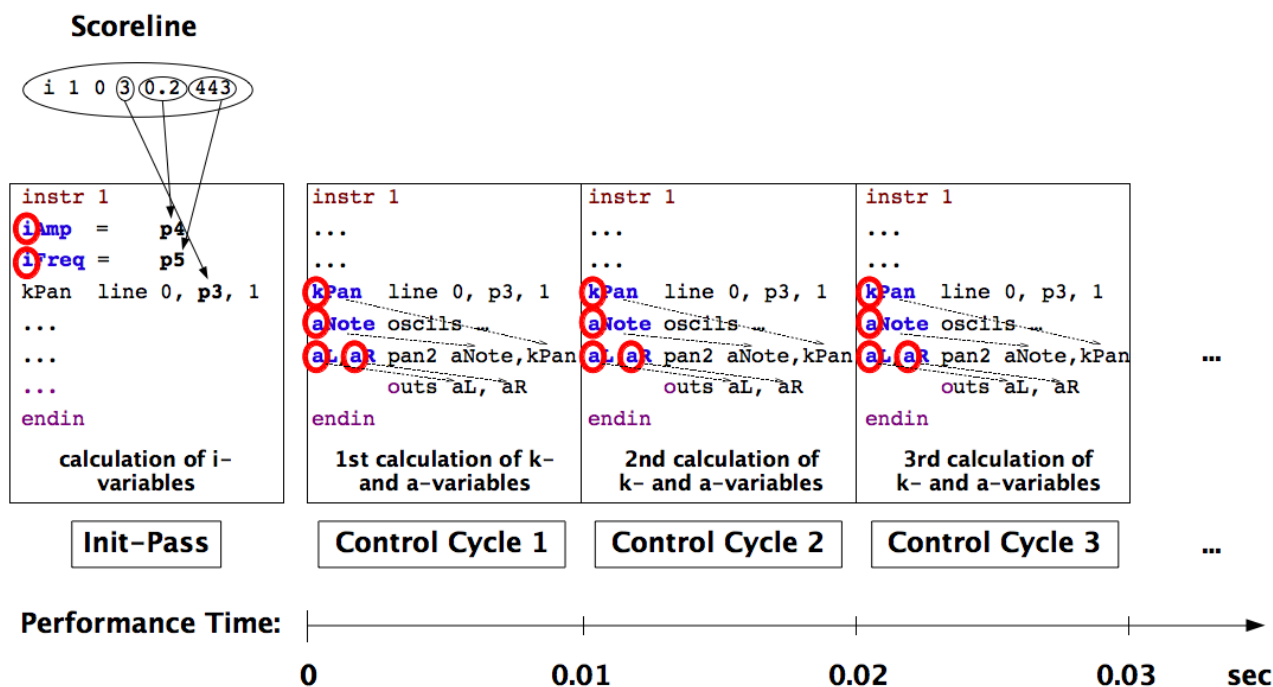 Scoreline
i 1 0 3 0.2 443
instr 1
iAmp = p4
iFreq = p5
kPan line 0, p3, 1
...
...
...
endin
calculation of i-
variables
Init-Pass
instr 1
...
...
kPan line 0, p3, 1
aNote oscils …
aL, aR pan2 aNote,kPan
outs aL, aR
endin
1st calculation of k-
and a-variables
Control Cycle 1
instr 1
...
...
kPan line 0, p3, 1
aNote oscils …
aL, aR pan2 aNote,kPan
outs aL, aR
endin
2nd calculation of
k- and a-variables
Control Cycle 2
instr 1
...
...
kPan line 0, p3, 1
aNote oscils …
aL, aR pan2 aNote,kPan
outs aL, aR
endin
3rd calculation of
k- and a-variables
Control Cycle 3
...
...
Performance Time:
0 0.01 0.02 0.03 sec